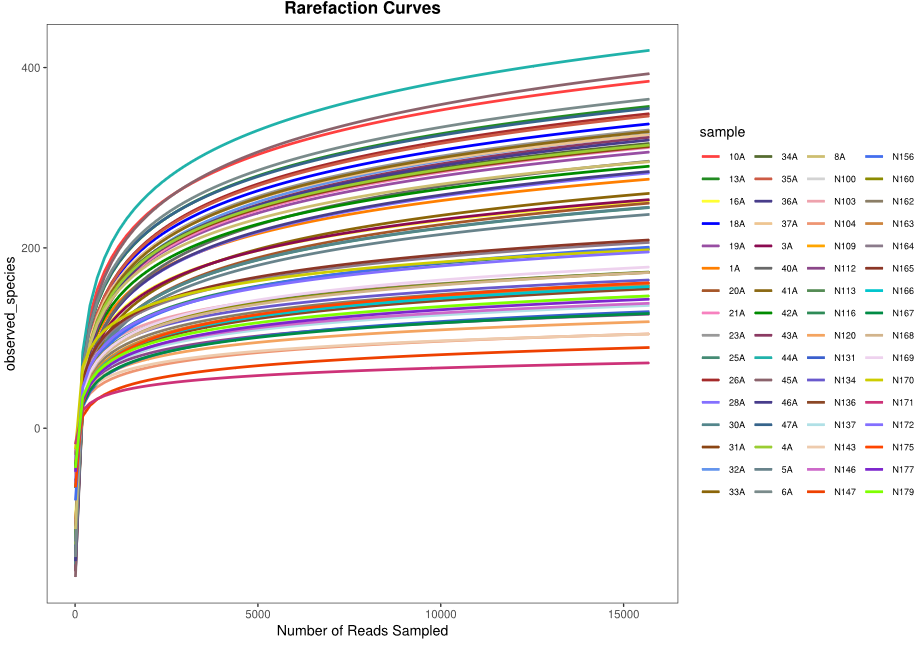 Rarefaction Curves
observed_species
400
200
0
0 5000 10000 15000
Number of Reads Sampled
sample
10A 34A 8A N156
13A 35A N100 N160
16A 36A N103 N162
18A 37A N104 N163
19A 3A N109 N164
1A 40A N112 N165
20A 41A N113 N166
21A 42A N116 N167
23A 43A N120 N168
25A 44A N131 N169
26A 45A N134 N170
28A 46A N136 N171
30A 47A N137 N172
31A 4A N143 N175
32A 5A N146 N177
33A 6A N147 N179